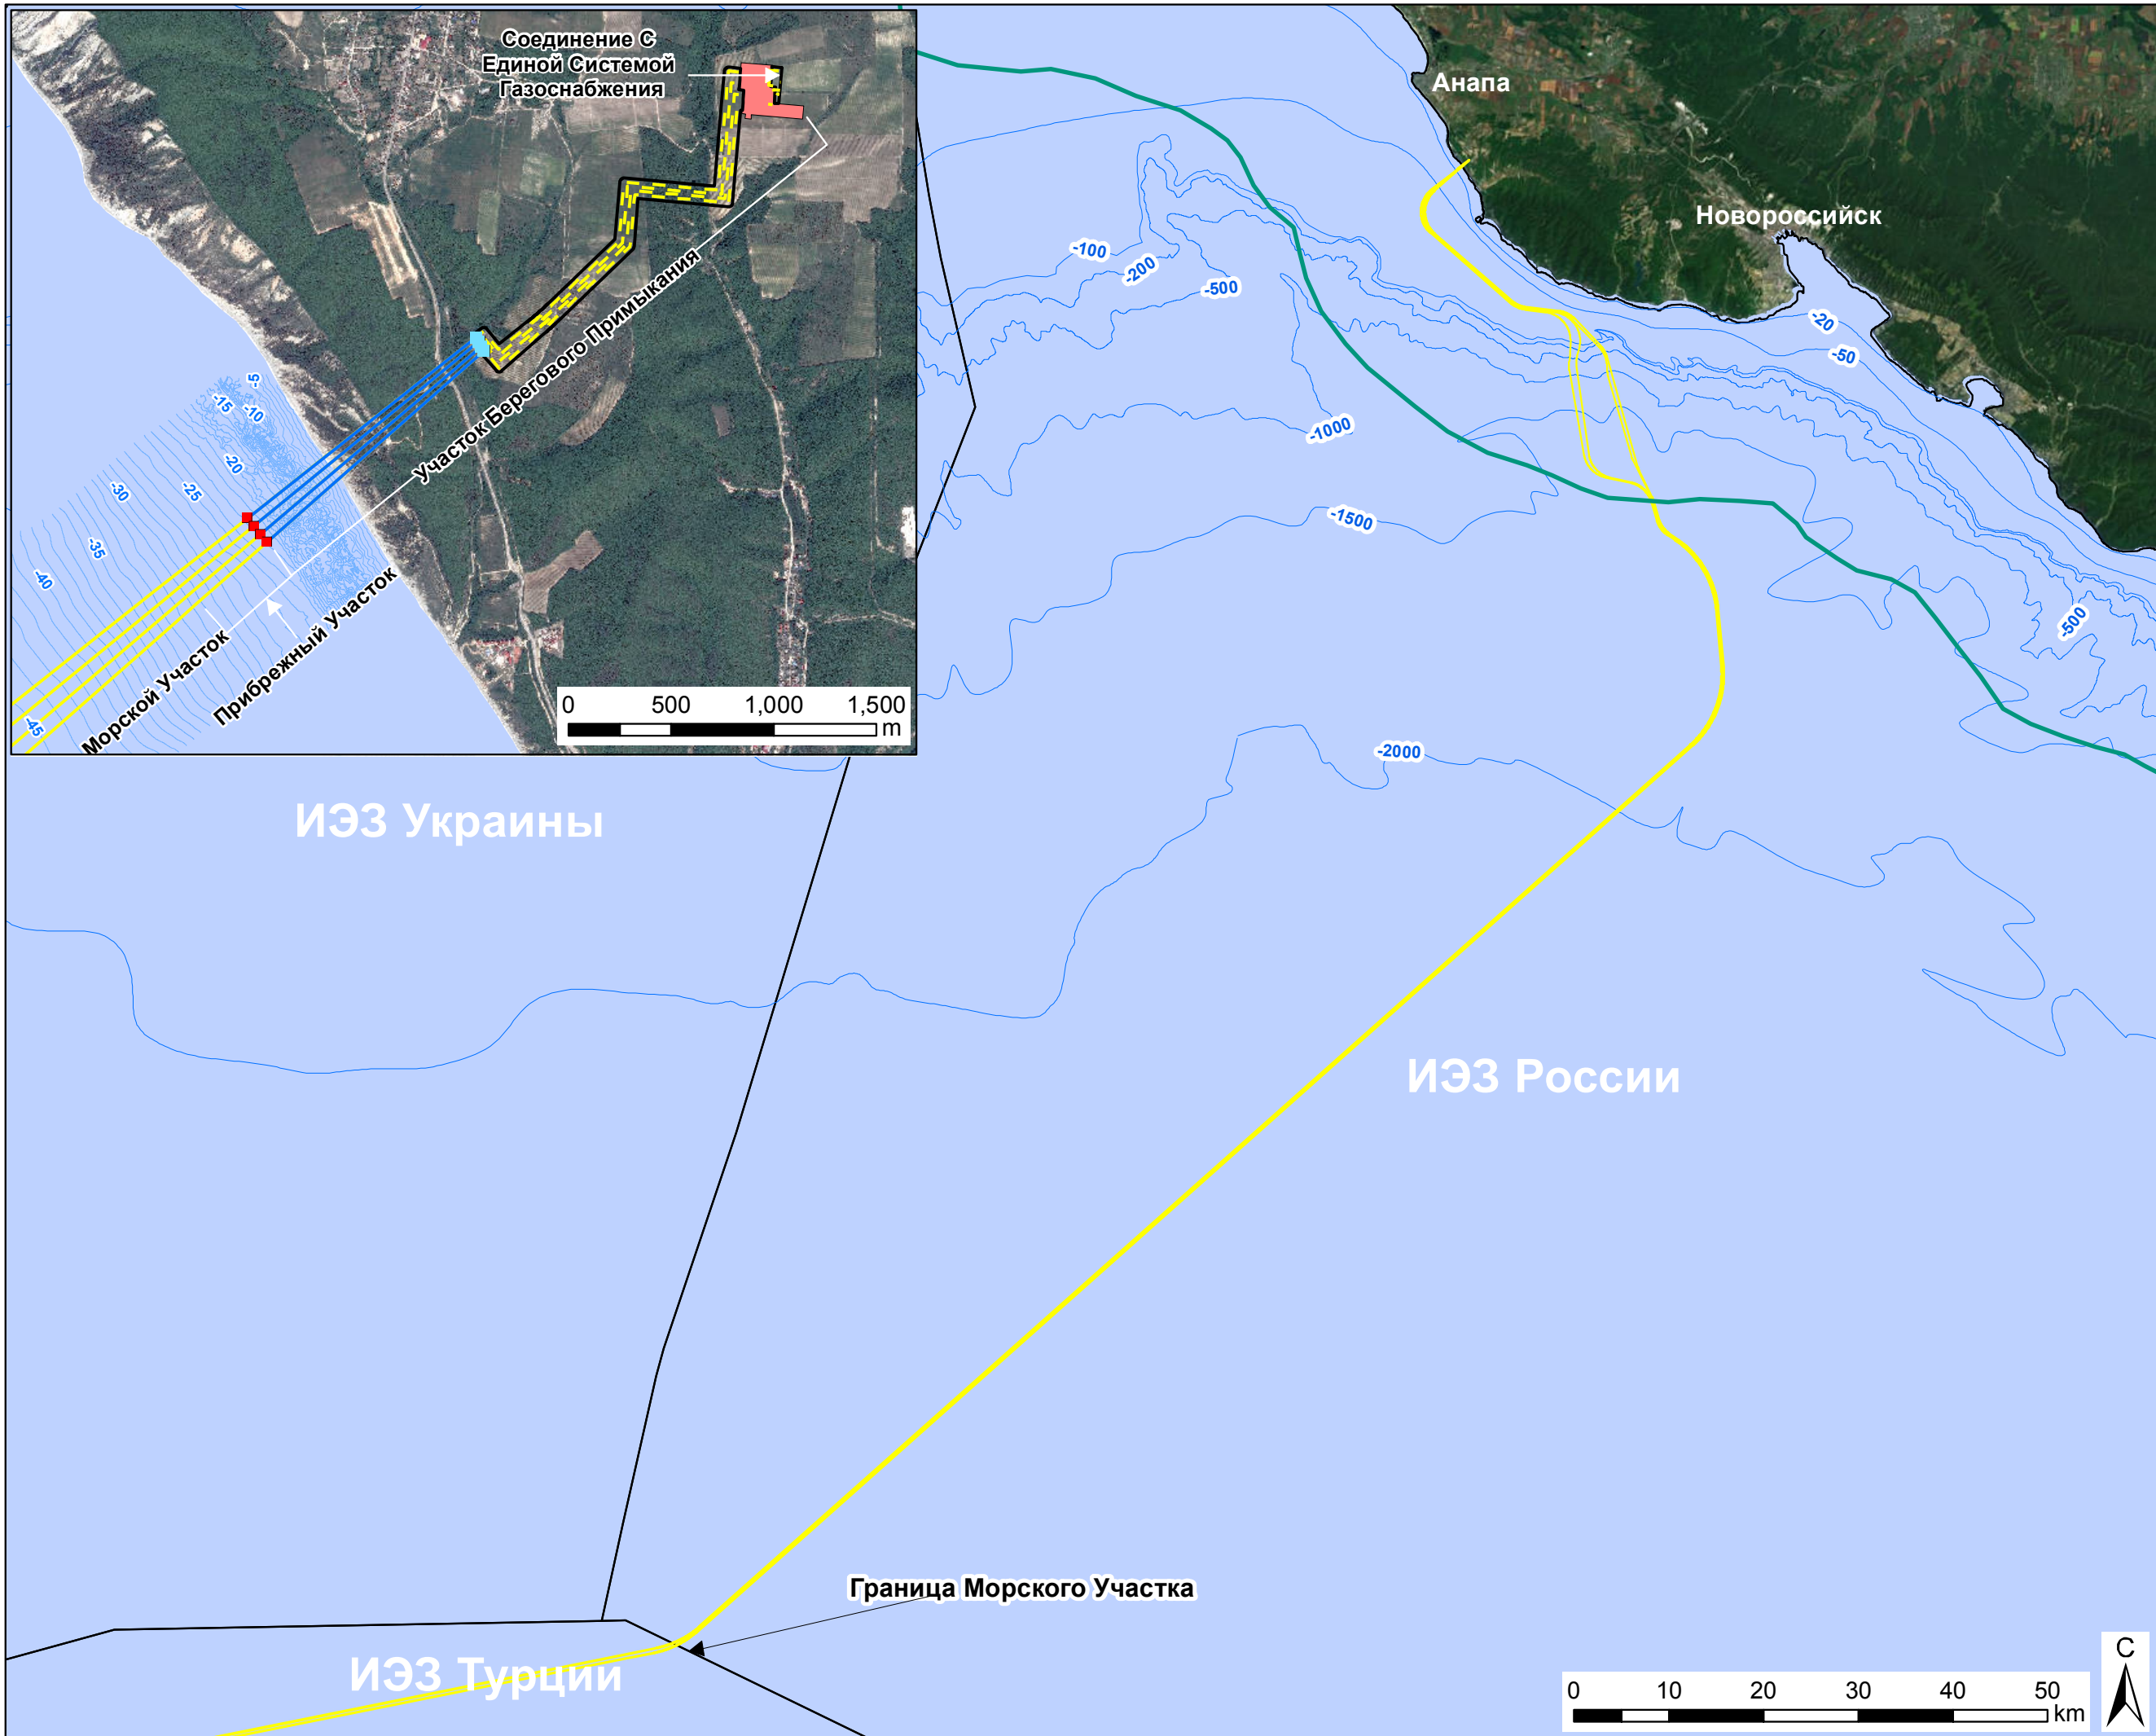 Соединение С
Единой Системой
Газоснабжения
Участок Берегового Примыкания
Прибрежный Участок
Морской Участок
-5
-10
-15
-20
-25
-30
-35
-40
-45
0 500 1,000 1,500
m
Анапа
Новороссийск
-100
-200
-500
-20
-50
-1000
-1500
-500
-2000
ИЭЗ Украины
ИЭЗ России
Граница Морского Участка
ИЭЗ Турции
С
0 10 20 30 40 50
km